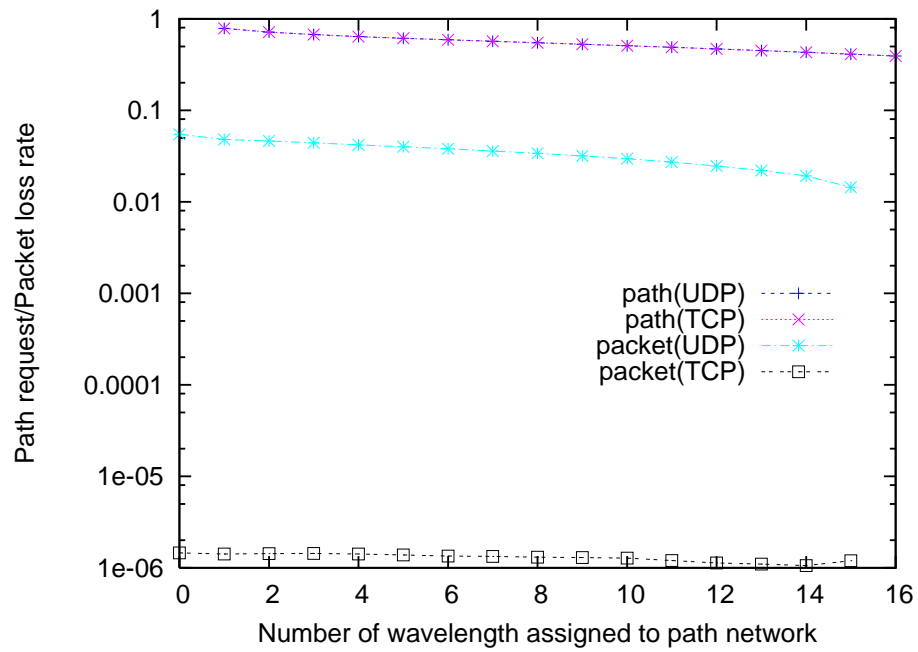 1
0.1
0.01
0.001
0.0001
1e-05
1e-06
Path request/Packet loss rate
path(UDP)
path(TCP)
packet(UDP)
packet(TCP)
0 2 4 6 8 10 12 14 16
Number of wavelength assigned to path network